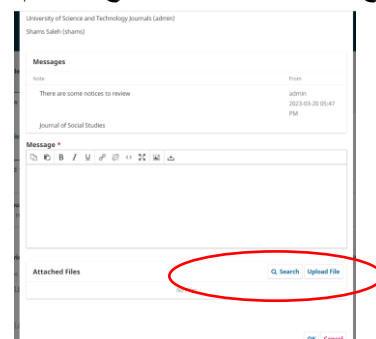 University of Science and Technology Journals (admin)
Shams Saleh (shams)
Messages
Note From
There are some notices to review admin
2023-03-20 05:47
PM
Journal of Social Studies
Message *
B I U
Attached Files Search Upload File
OK Cancel